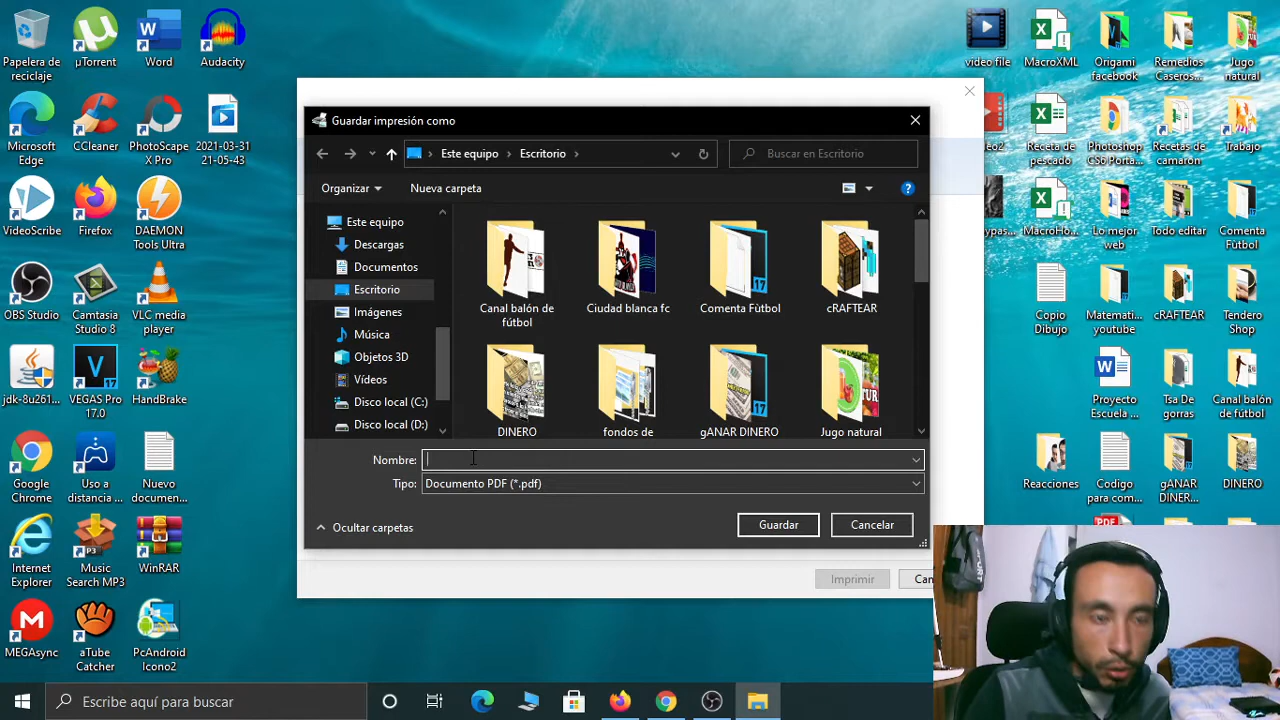 Papelera de reciclaje
µTorrent
Word
Audacity
Microsoft Edge
CCleaner
PhotoScape X Pro
2021-03-31 21-05-43
VideoScribe
Firefox
DAEMON Tools Ultra
OBS Studio
Camtasia Studio 8
VLC media player
jdk-8u261...
VEGAS Pro 17.0
HandBrake
Google Chrome
Uso a distancia ...
Nuevo documen...
Internet Explorer
Music Search MP3
WinRAR
MEGAsync
aTube Catcher
PcAndroid Icono2
Guardar impresión como
Este equipo
Escritorio
Buscar en Escritorio
Organizar
Nueva carpeta
Este equipo
Descargas
Documentos
Escritorio
Imágenes
Música
Objetos 3D
Vídeos
Disco local (C:)
Disco local (D:)
Canal balón de fútbol
Ciudad blanca fc
Comenta Fùtbol
cRAFTEAR
DINERO
fondos de
gANAR DINERO
Jugo natural
Nombre:
Tipo:
Documento PDF (*.pdf)
Ocultar carpetas
Guardar
Cancelar
Imprimir
Can
video file
MacroXML
Origami facebook
Remedios Caseros...
Jugo natural
Receta de pescado
Photoshop CS6 Porta...
Recetas de camarón
Trabajo
MacroHo...
Lo mejor web
Todo editar
Comenta Fùtbol
Copio Dibujo
Matemati... youtube
cRAFTEAR
Tendero Shop
Proyecto Escuela ...
Tsa De gorras
Canal balón de fútbol
Reacciones
Codigo para com...
gANAR DINER...
DINERO
PDF
Escribe aquí para buscar